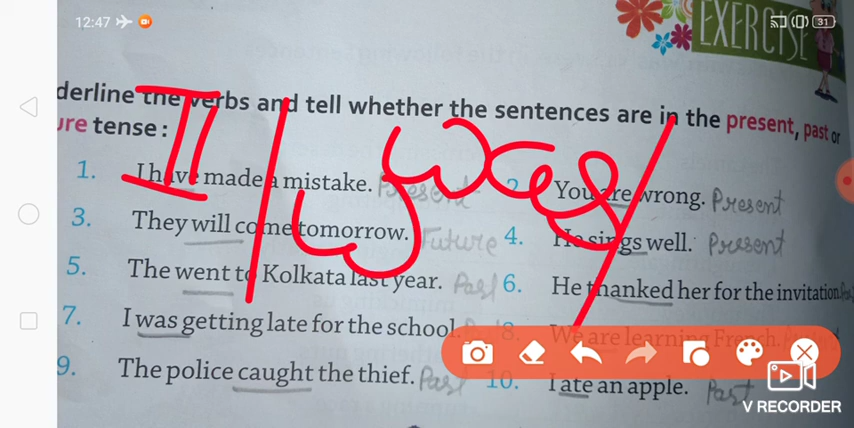 12:47
31
EXERCISE
derline the verbs and tell whether the sentences are in the present, past or
ure tense :
1. I have made a mistake. Present 2. You are wrong. Present
3. They will come tomorrow. Future 4. He sings well. Present
5. The went to Kolkata last year. Past 6. He thanked her for the invitation
7. I was getting late for the school. 8. We are learning French.
9. The police caught the thief. Past 10. I ate an apple. Past
was
V RECORDER